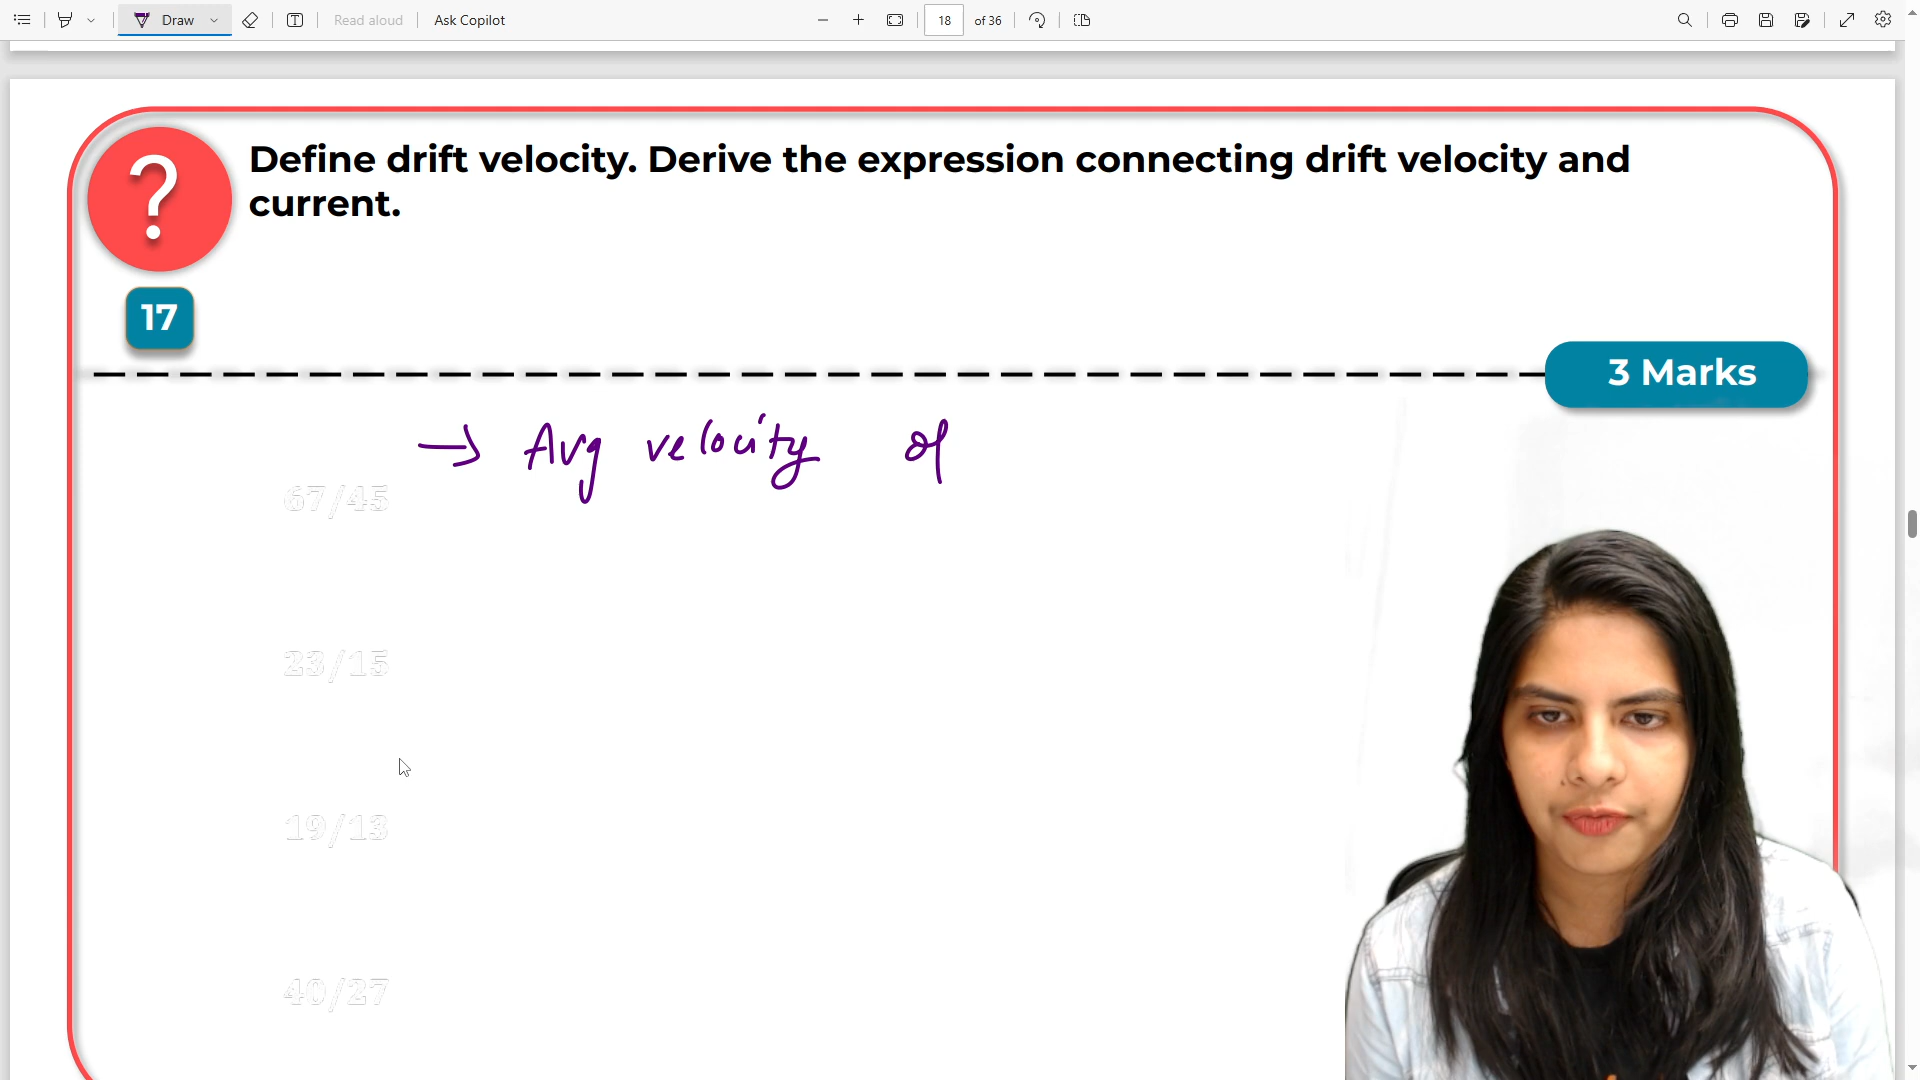 Draw
Read aloud
Ask Copilot
18 of 36
?
Define drift velocity. Derive the expression connecting drift velocity and
current.
17
3 Marks
→ Avg velocity of
67/45
23/15
19/13
40/27